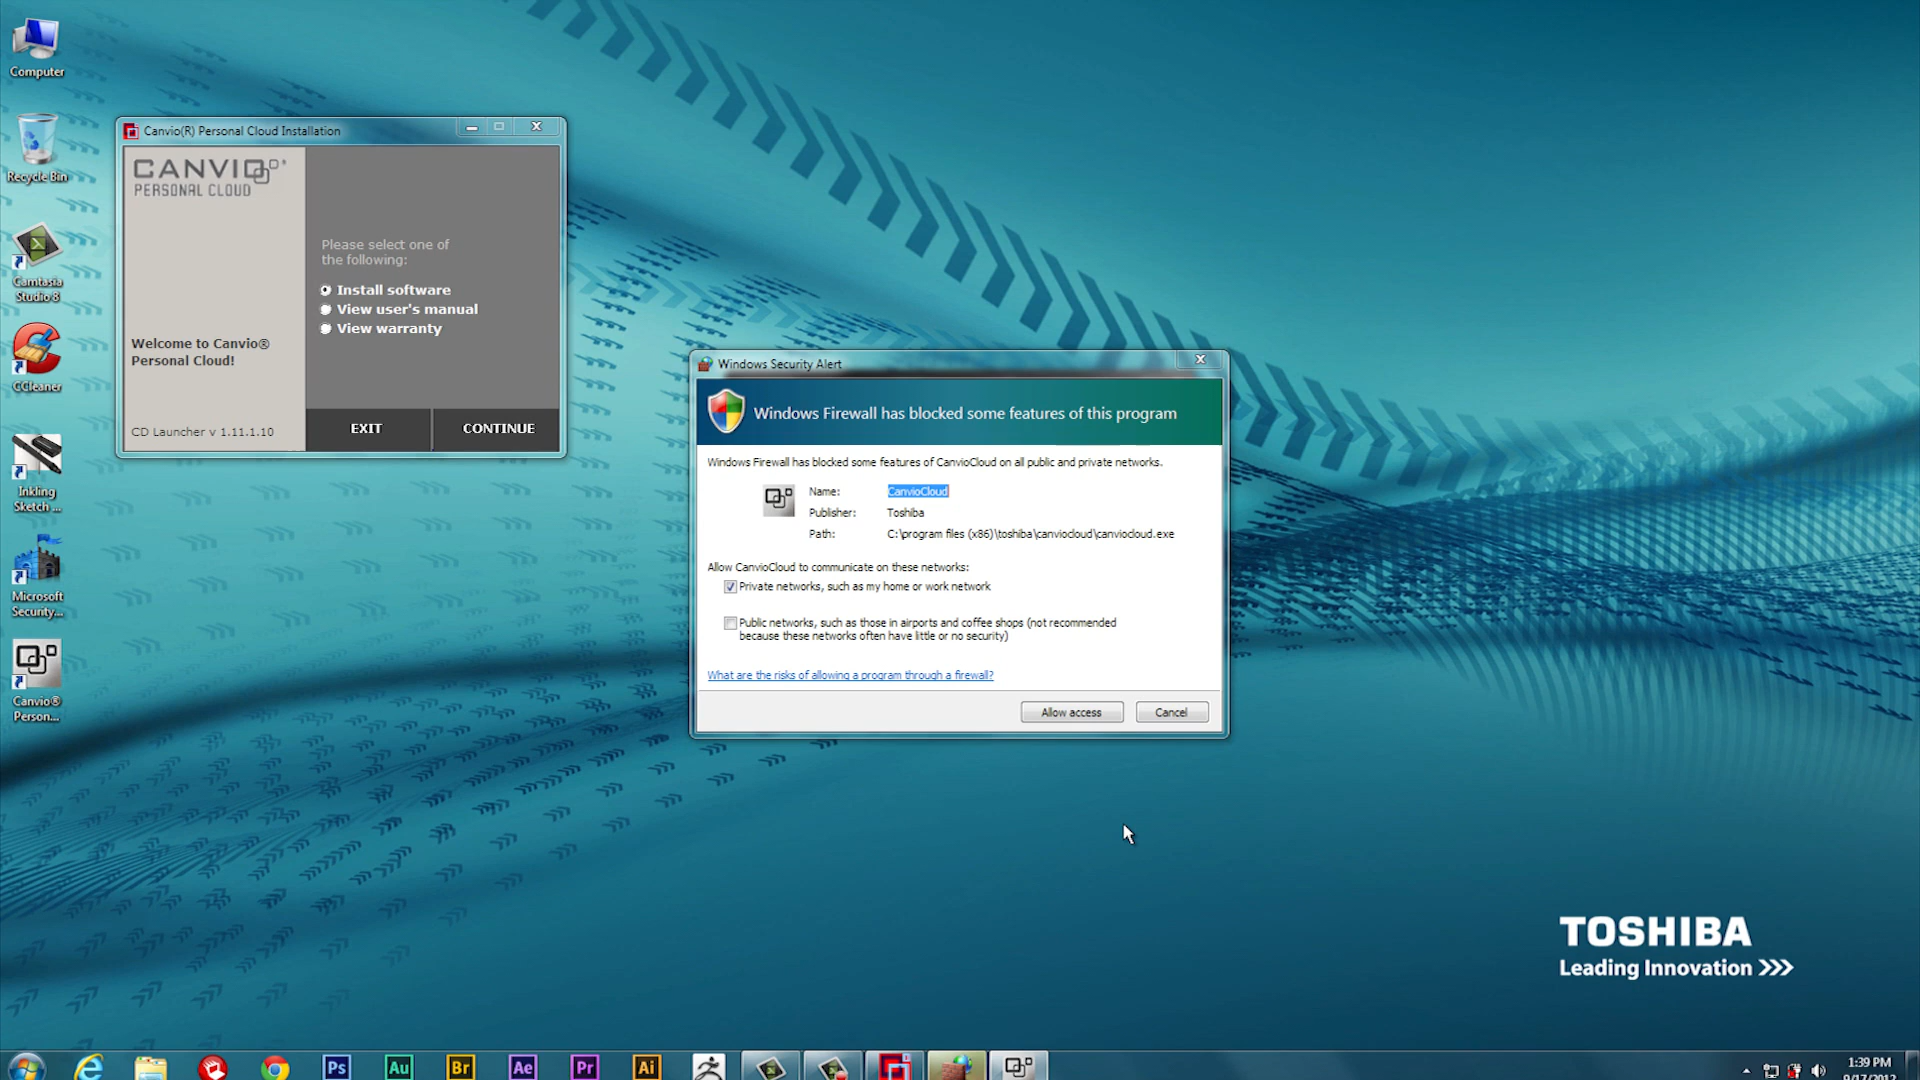 Computer
Recycle Bin
Camtasia
Studio 8
CCleaner
Inkling
Sketch ...
Microsoft
Security...
Canvio®
Person...
Canvio(R) Personal Cloud Installation
CANVIO®
PERSONAL CLOUD
Please select one of
the following:
Install software
View user's manual
View warranty
Welcome to Canvio®
Personal Cloud!
CD Launcher v 1.11.1.10
EXIT
CONTINUE
Windows Security Alert
Windows Firewall has blocked some features of this program
Windows Firewall has blocked some features of CanvioCloud on all public and private networks.
Name: CanvioCloud
Publisher: Toshiba
Path: C:\program files (x86)\toshiba\canviocloud\canviocloud.exe
Allow CanvioCloud to communicate on these networks:
Private networks, such as my home or work network
Public networks, such as those in airports and coffee shops (not recommended
because these networks often have little or no security)
What are the risks of allowing a program through a firewall?
Allow access
Cancel
TOSHIBA
Leading Innovation >>>
Ps
Au
Br
Ae
Pr
Ai
1:39 PM
9/17/2012